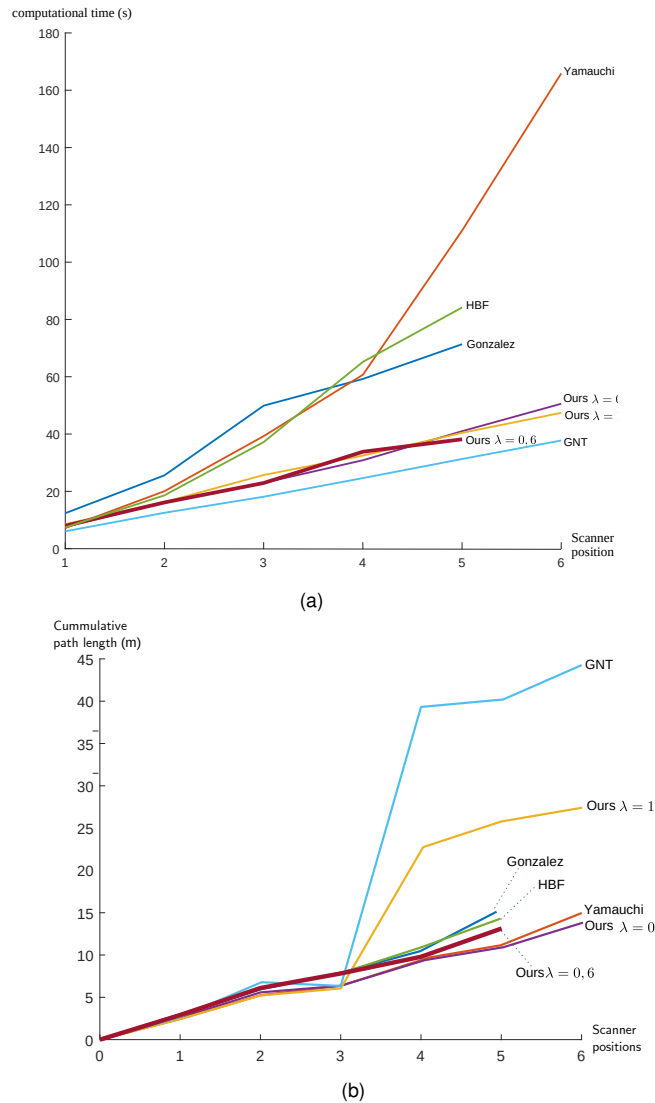 computational time (s)
180
160
140
120
100
80
60
40
20
0
Yamauchi
HBF
Gonzalez
Ours λ = 0
Ours λ =
Ours λ = 0, 6
GNT
Scanner
position
1 2 3 4 5 6
(a)
Cummulative
path length (m)
45
40
35
30
25
20
15
10
5
0
GNT
Ours λ = 1
Gonzalez
HBF
Yamauchi
Ours λ = 0
Oursλ = 0, 6
Scanner
positions
0 1 2 3 4 5 6
(b)